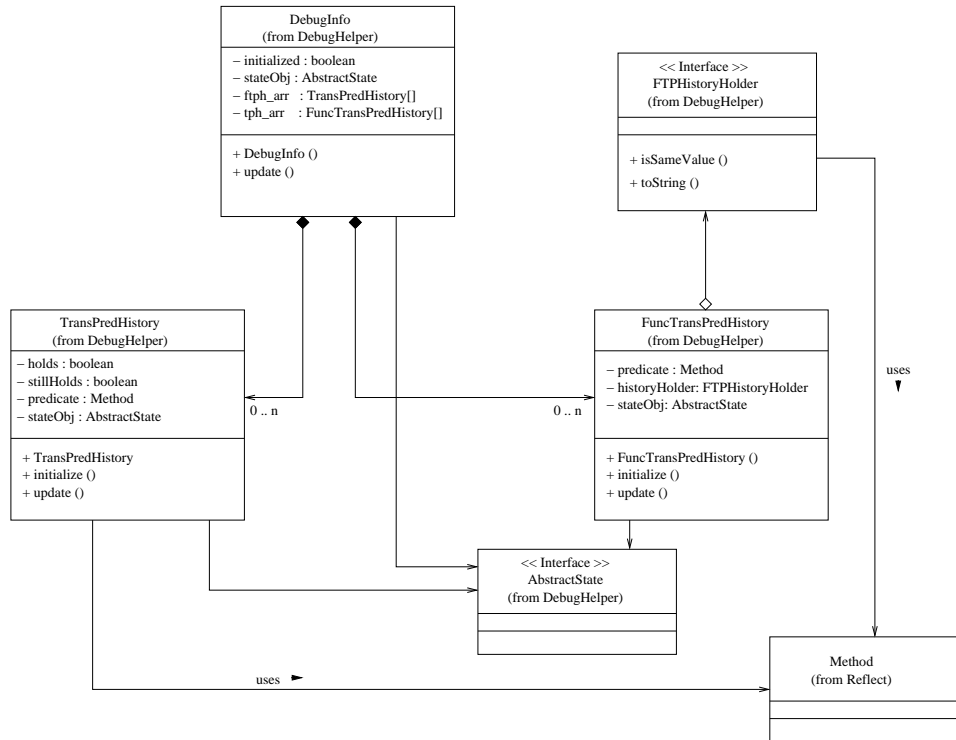 DebugInfo
(from DebugHelper)
– initialized : boolean
– stateObj : AbstractState
– ftph_arr : TransPredHistory[]
– tph_arr : FuncTransPredHistory[]
+ DebugInfo ()
+ update ()
<< Interface >>
FTPHistoryHolder
(from DebugHelper)
+ isSameValue ()
+ toString ()
TransPredHistory
(from DebugHelper)
– holds : boolean
– stillHolds : boolean
– predicate : Method
– stateObj : AbstractState
+ TransPredHistory
+ initialize ()
+ update ()
0 .. n
0 .. n
FuncTransPredHistory
(from DebugHelper)
– predicate : Method
– historyHolder: FTPHistoryHolder
– stateObj: AbstractState
+ FuncTransPredHistory ()
+ initialize ()
+ update ()
uses
<< Interface >>
AbstractState
(from DebugHelper)
uses
Method
(from Reflect)